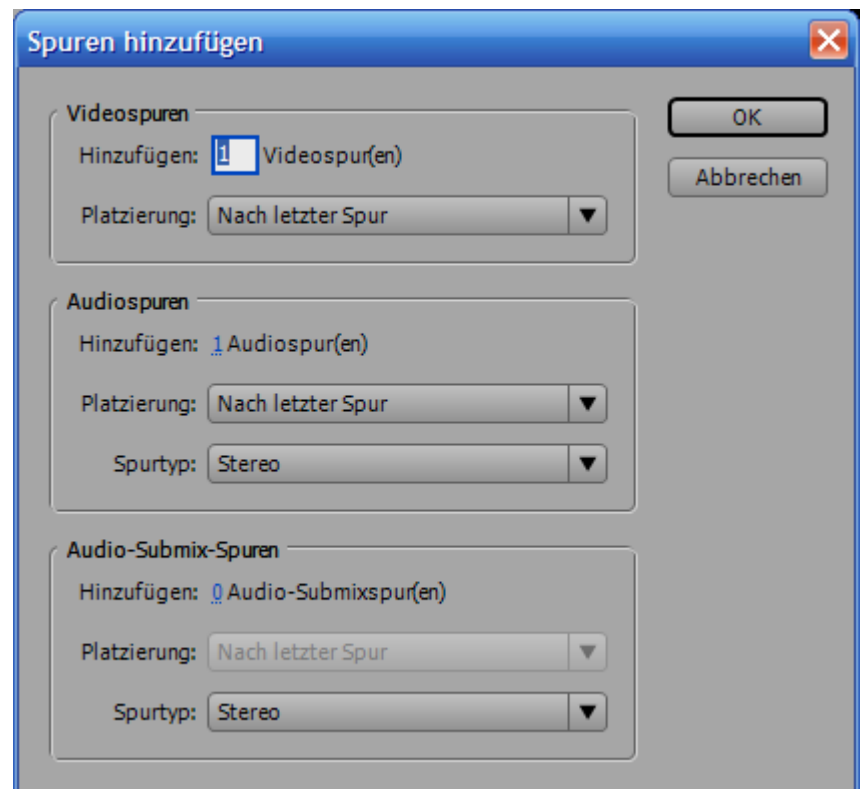 Spuren hinzufügen
Videospuren
OK
Hinzufügen: 1 Videospur(en)
Abbrechen
Platzierung: Nach letzter Spur
Audiospuren
Hinzufügen: 1 Audiospur(en)
Platzierung: Nach letzter Spur
Spurtyp: Stereo
Audio-Submix-Spuren
Hinzufügen: 0 Audio-Submixspur(en)
Platzierung: Nach letzter Spur
Spurtyp: Stereo